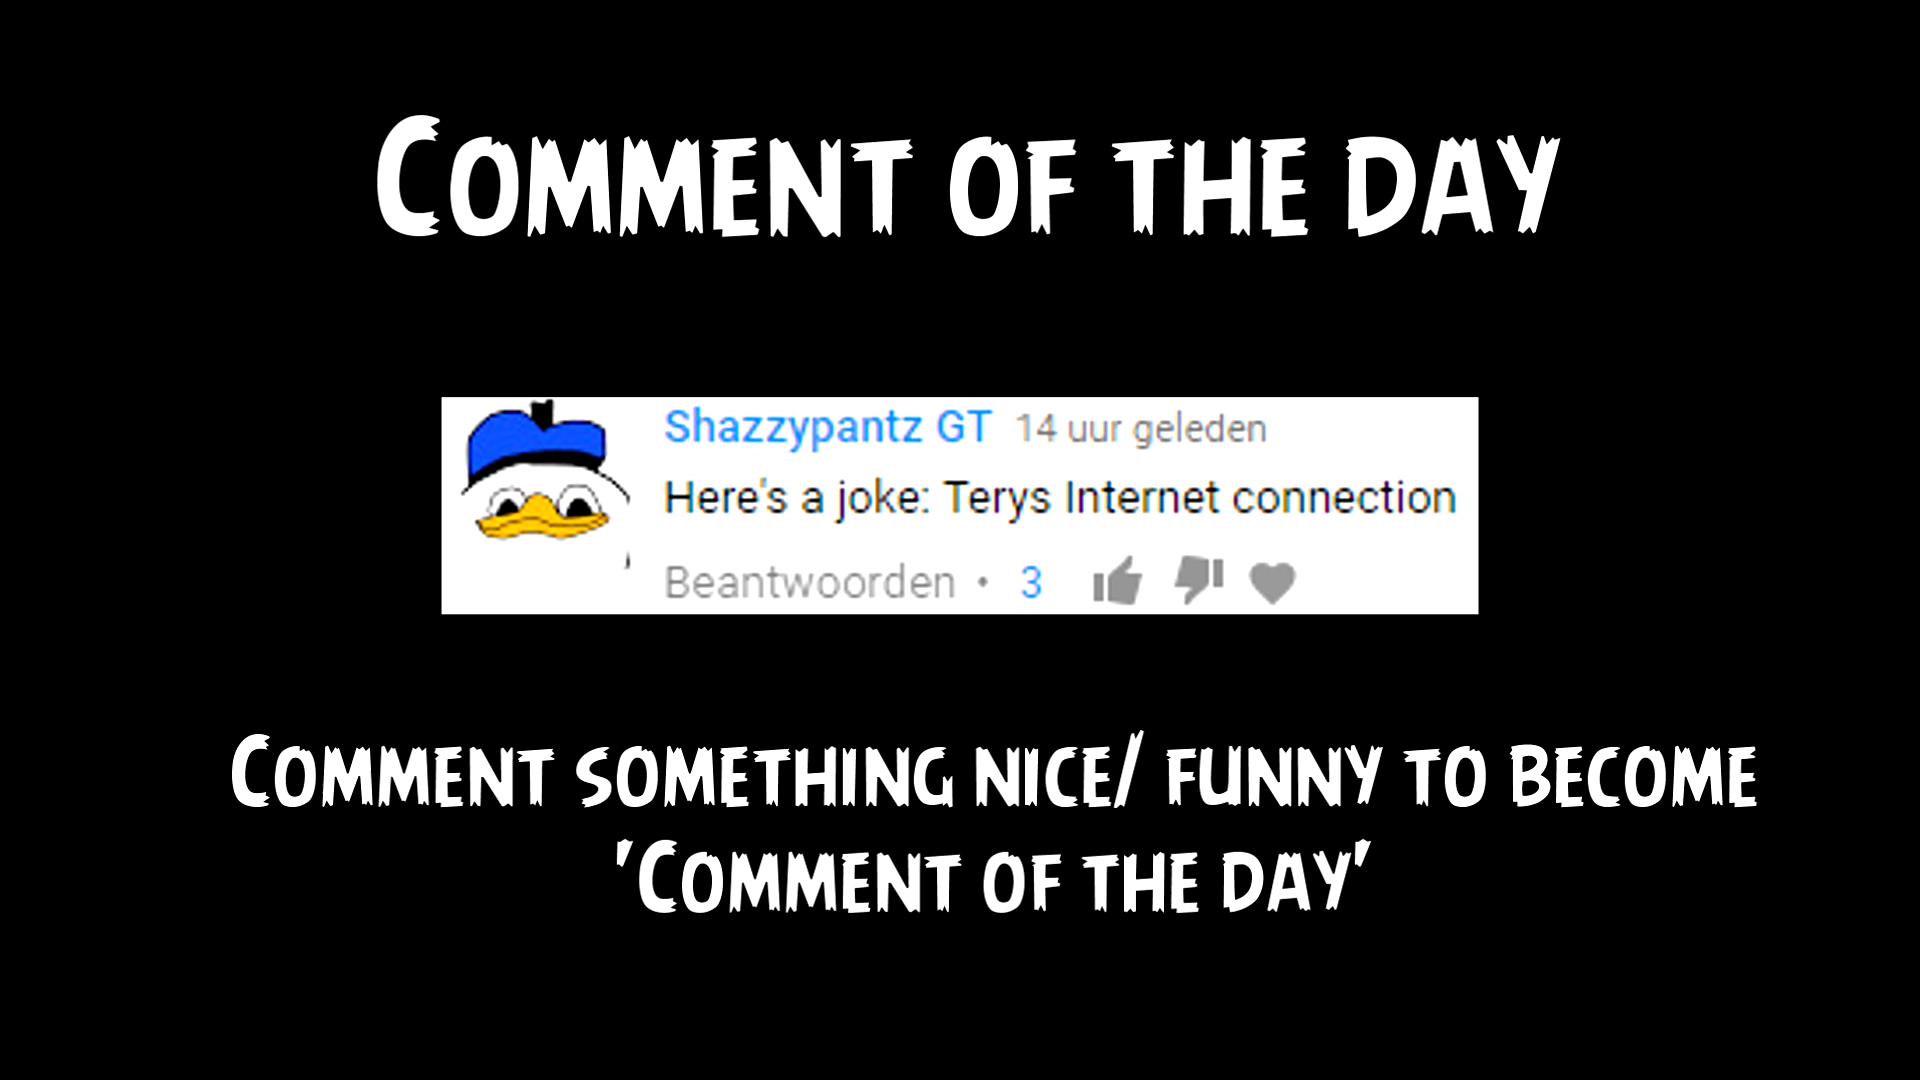 Comment of the day
Shazzypantz GT 14 uur geleden
Here's a joke: Terys Internet connection
Beantwoorden • 3
Comment something nice/ funny to become
'Comment of the day'